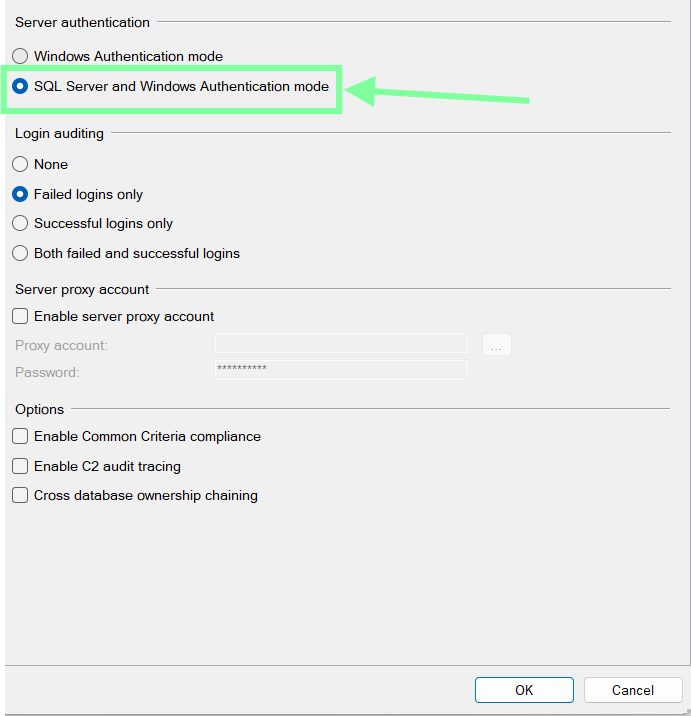 Server authentication
Windows Authentication mode
SQL Server and Windows Authentication mode
Login auditing
None
Failed logins only
Successful logins only
Both failed and successful logins
Server proxy account
Enable server proxy account
Proxy account:
...
Password:
**********
Options
Enable Common Criteria compliance
Enable C2 audit tracing
Cross database ownership chaining
OK
Cancel